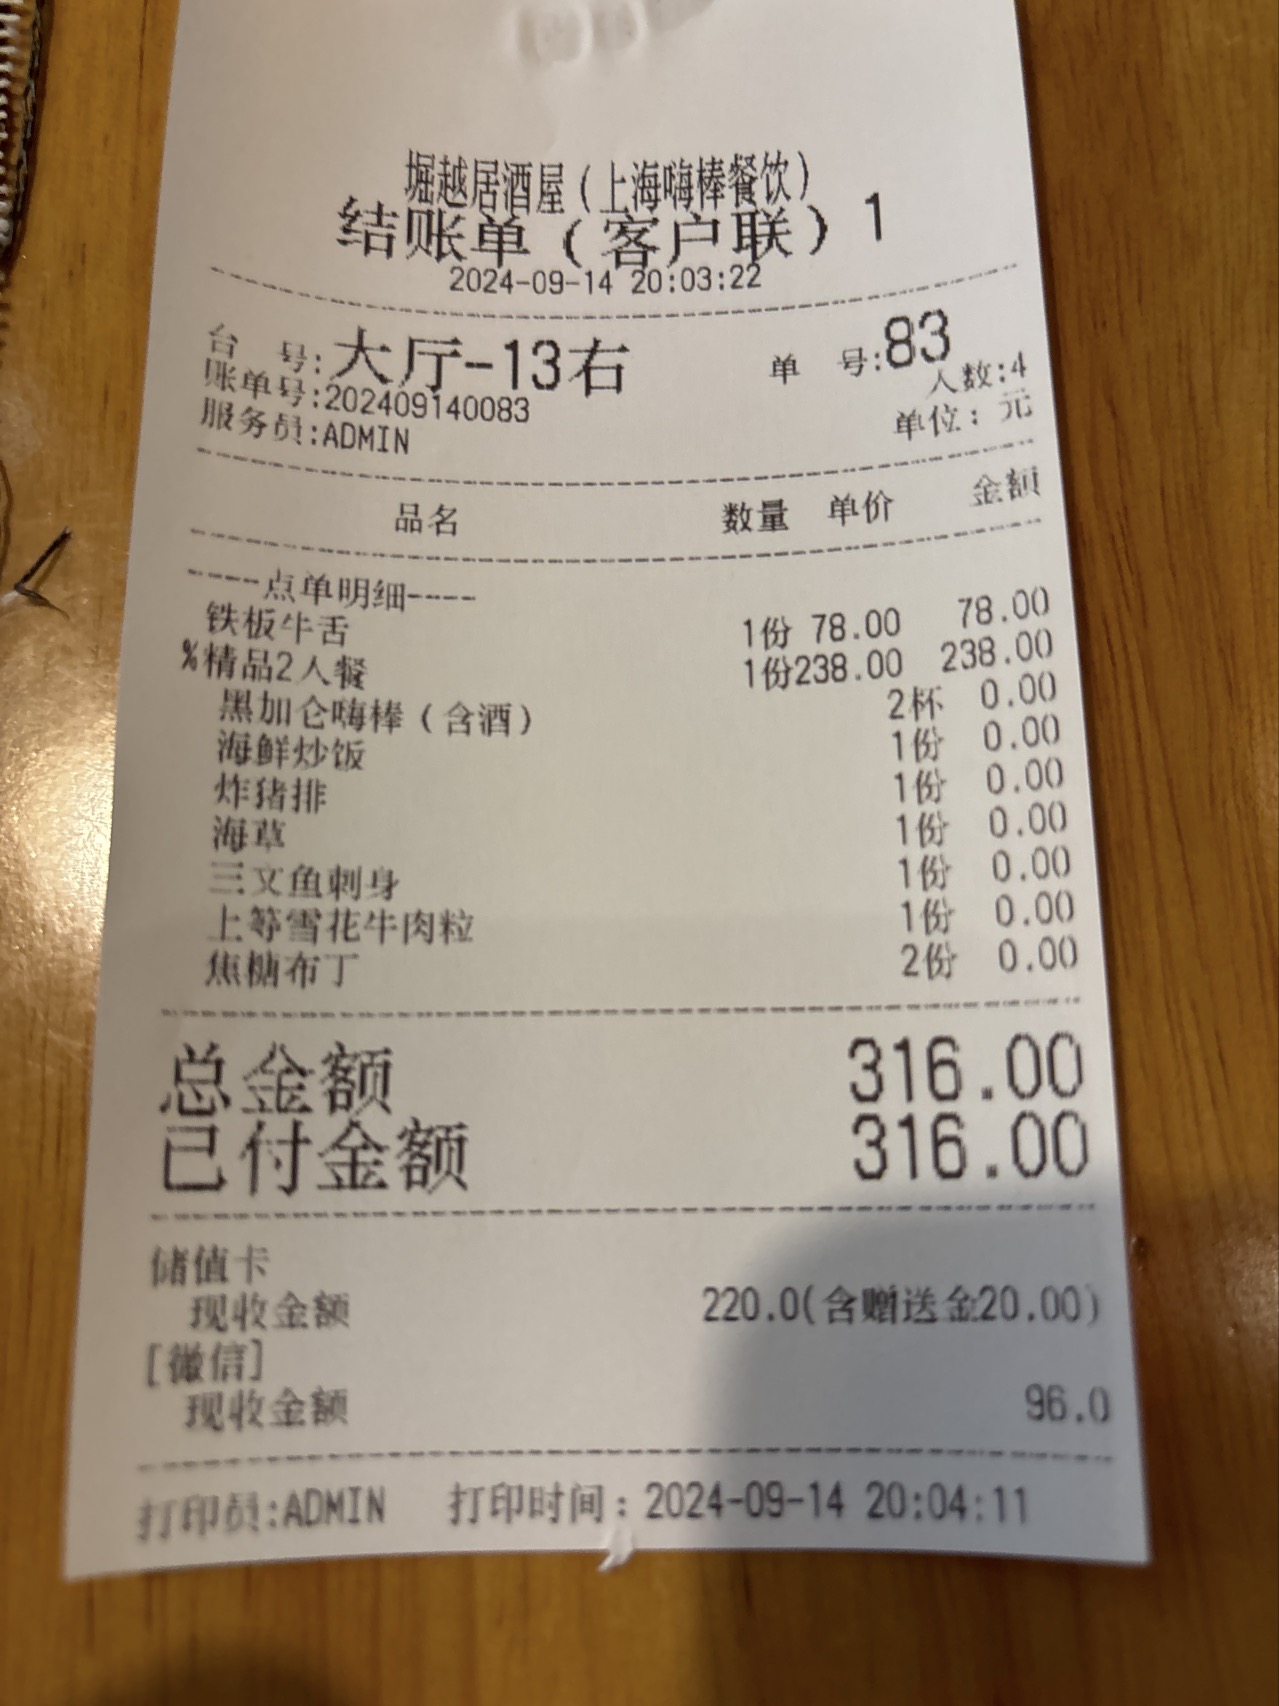 堀越居酒屋（上海嗨棒餐饮）
结账单（客户联）1
2024-09-14 20:03:22
台 号:大厅-13右 单 号:83
账单号:202409140083 人数:4
服务员:ADMIN 单位：元
品名 数量 单价 金额
----点单明细----
铁板牛舌 1份 78.00 78.00
%精品2人餐 1份238.00 238.00
黑加仑嗨棒（含酒） 2杯 0.00
海鲜炒饭 1份 0.00
炸猪排 1份 0.00
海草 1份 0.00
三文鱼刺身 1份 0.00
上等雪花牛肉粒 1份 0.00
焦糖布丁 2份 0.00
总金额 316.00
已付金额 316.00
储值卡
现收金额 220.0(含赠送金20.00)
[微信]
现收金额 96.0
打印员:ADMIN 打印时间：2024-09-14 20:04:11